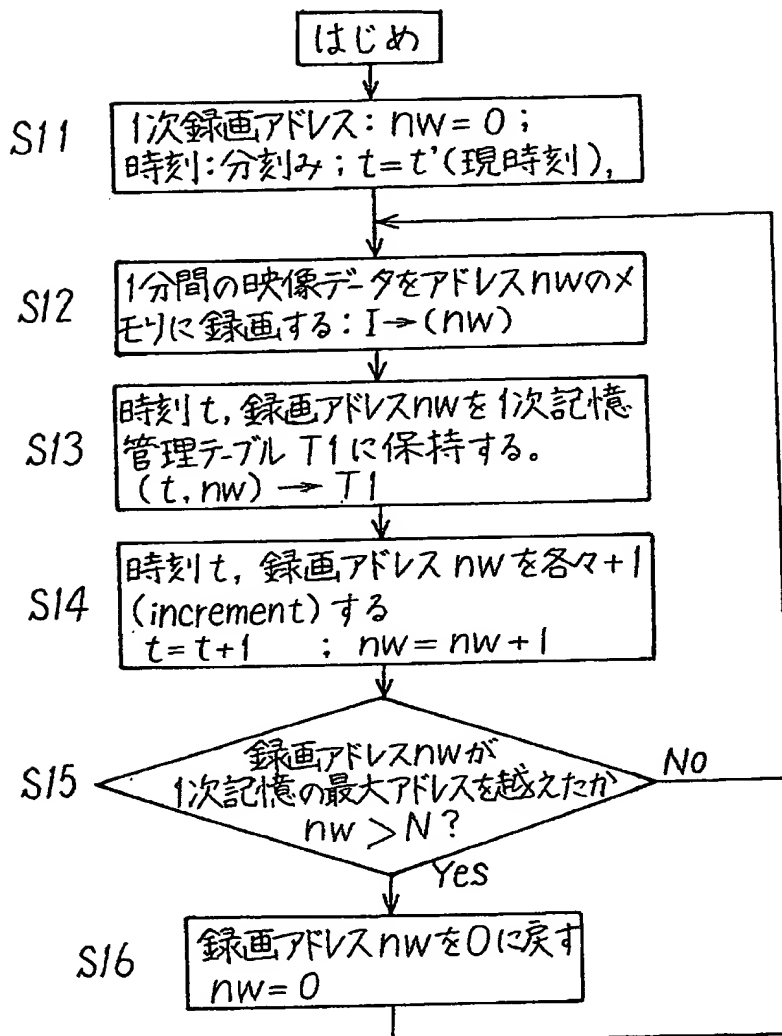 はじめ
S11
1次録画アドレス: nw = 0 ;
時刻:分刻み; t = t'(現時刻),
S12
1分間の映像データをアドレスnwのメ
モリに録画する: I→(nw)
S13
時刻t, 録画アドレスnwを1次記憶
管理テーブル T1に保持する。
(t, nw) → T1
S14
時刻t, 録画アドレス nwを各々+1
(increment)する
t=t+1 ; nw = nw+1
S15
録画アドレスnwが
1次記憶の最大アドレスを越えたか
nw > N ?
No
Yes
S16
録画アドレスnwを0に戻す
nw=0